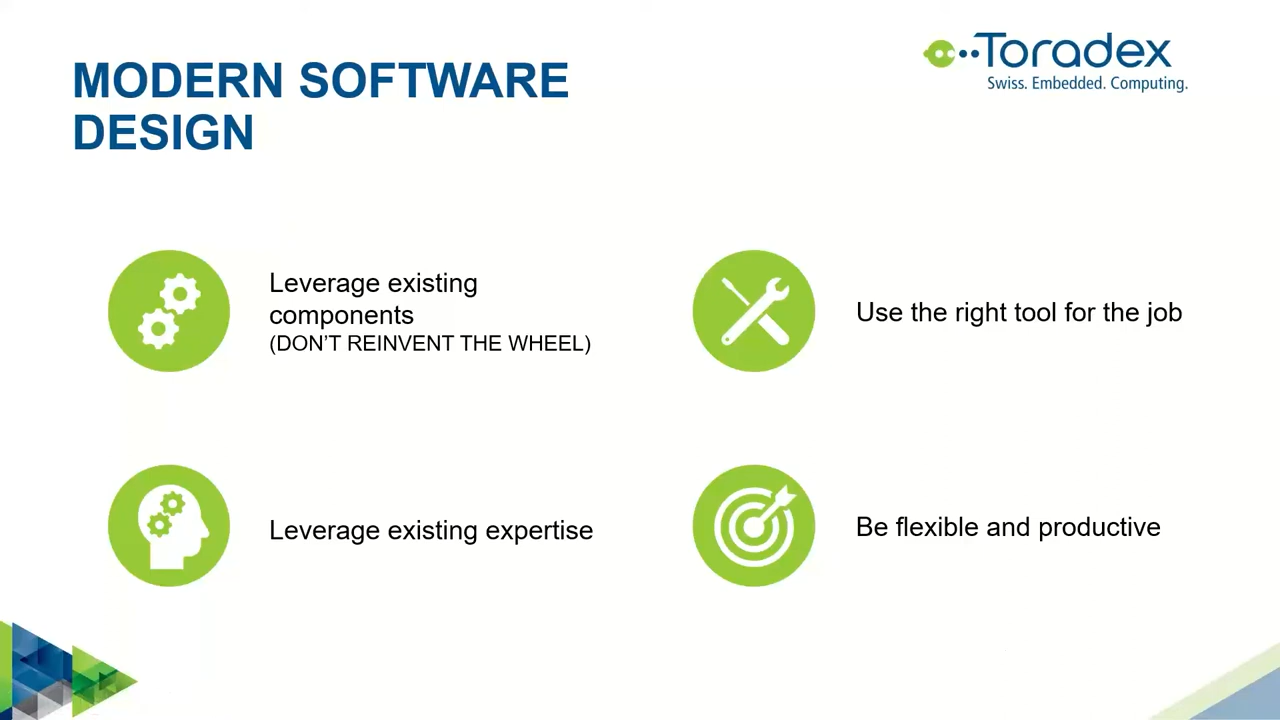 MODERN SOFTWARE
DESIGN
Toradex
Swiss. Embedded. Computing.
Leverage existing
components
(DON'T REINVENT THE WHEEL)
Use the right tool for the job
Leverage existing expertise
Be flexible and productive